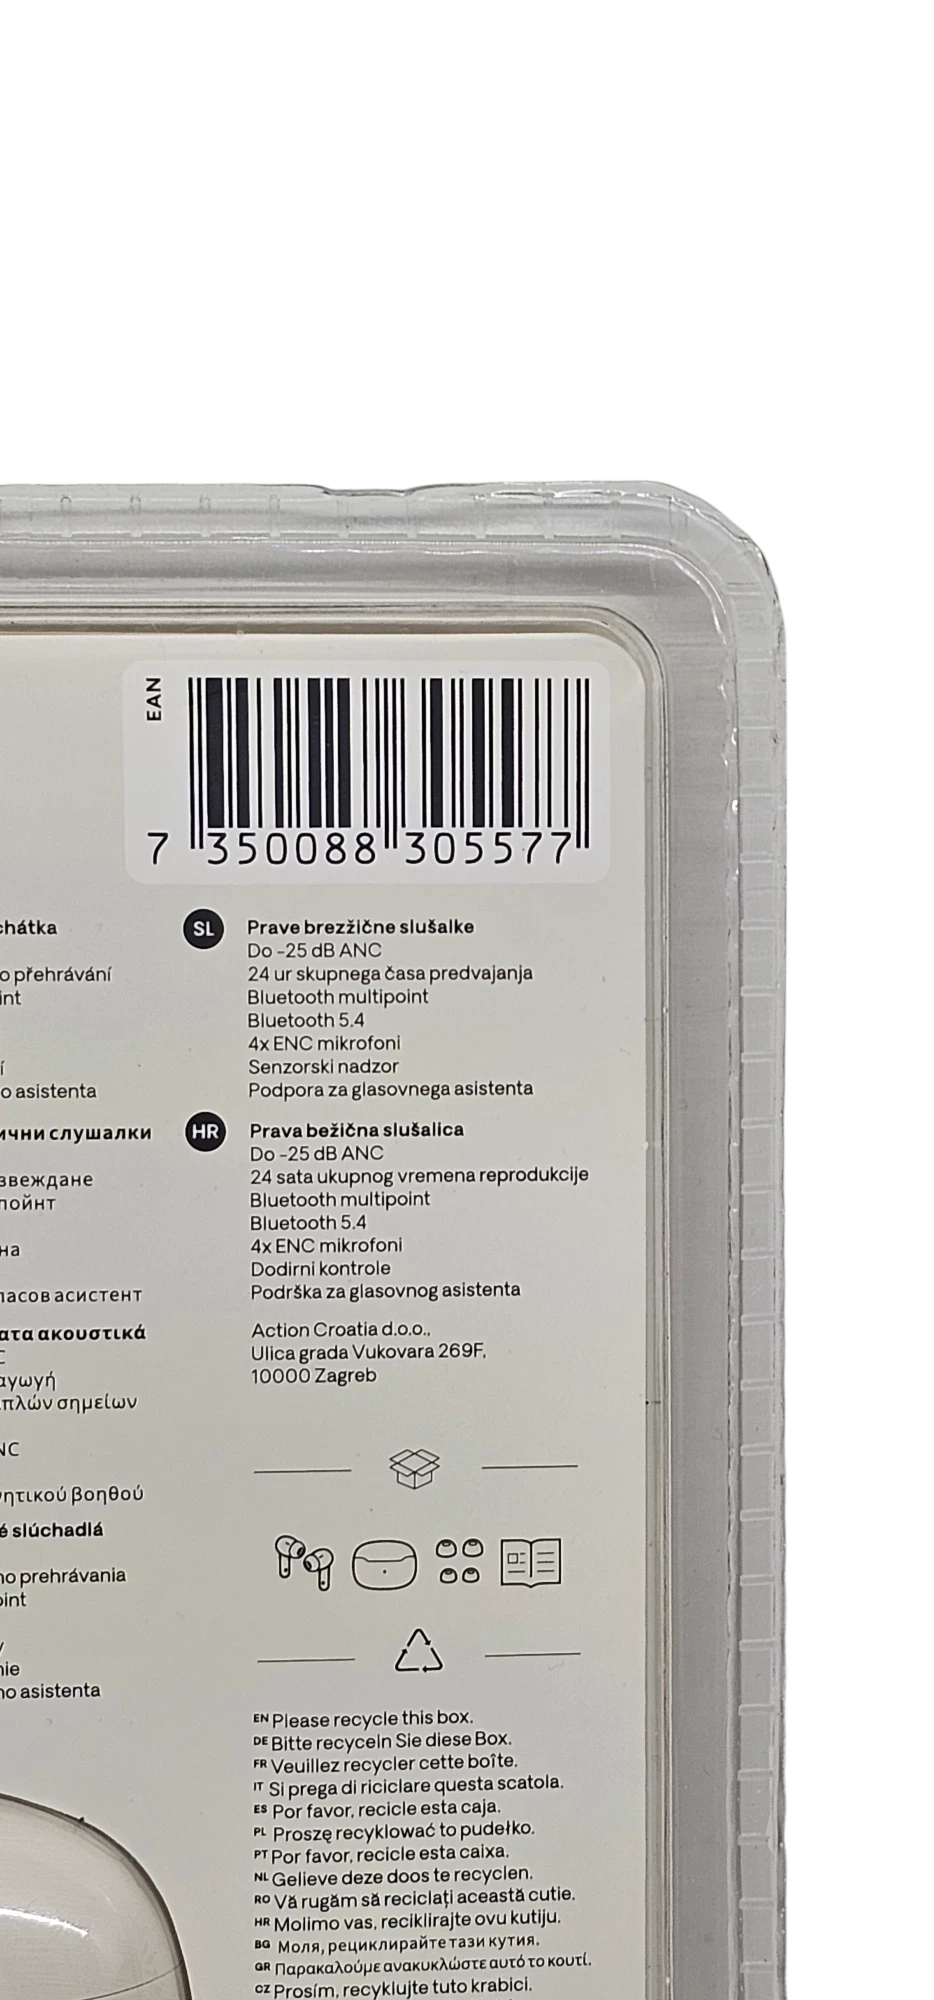 EAN
7 350088 305577
chátka
o přehrávání
int
í
o asistenta
ични слушалки
звеждане
пойнт
на
ласов асистент
ατα ακουστικά
C
αγωγή
πλών σημείων
NC
νητικού βοηθού
é slúchadlá
no prehrávania
oint
y
nie
no asistenta
SL Prave brezžične slušalke
Do -25 dB ANC
24 ur skupnega časa predvajanja
Bluetooth multipoint
Bluetooth 5.4
4x ENC mikrofoni
Senzorski nadzor
Podpora za glasovnega asistenta
HR Prava bežična slušalica
Do -25 dB ANC
24 sata ukupnog vremena reprodukcije
Bluetooth multipoint
Bluetooth 5.4
4x ENC mikrofoni
Dodirni kontrole
Podrška za glasovnog asistenta
Action Croatia d.o.o.,
Ulica grada Vukovara 269F,
10000 Zagreb
EN Please recycle this box.
DE Bitte recyceln Sie diese Box.
FR Veuillez recycler cette boîte.
IT Si prega di riciclare questa scatola.
ES Por favor, recicle esta caja.
PL Proszę recyklować to pudełko.
PT Por favor, recicle esta caixa.
NL Gelieve deze doos te recyclen.
RO Vă rugăm să reciclați această cutie.
HR Molimo vas, reciklirajte ovu kutiju.
BG Моля, рециклирайте тази кутия.
GR Παρακαλούμε ανακυκλώστε αυτό το κουτί.
CZ Prosím, recyklujte tuto krabici.